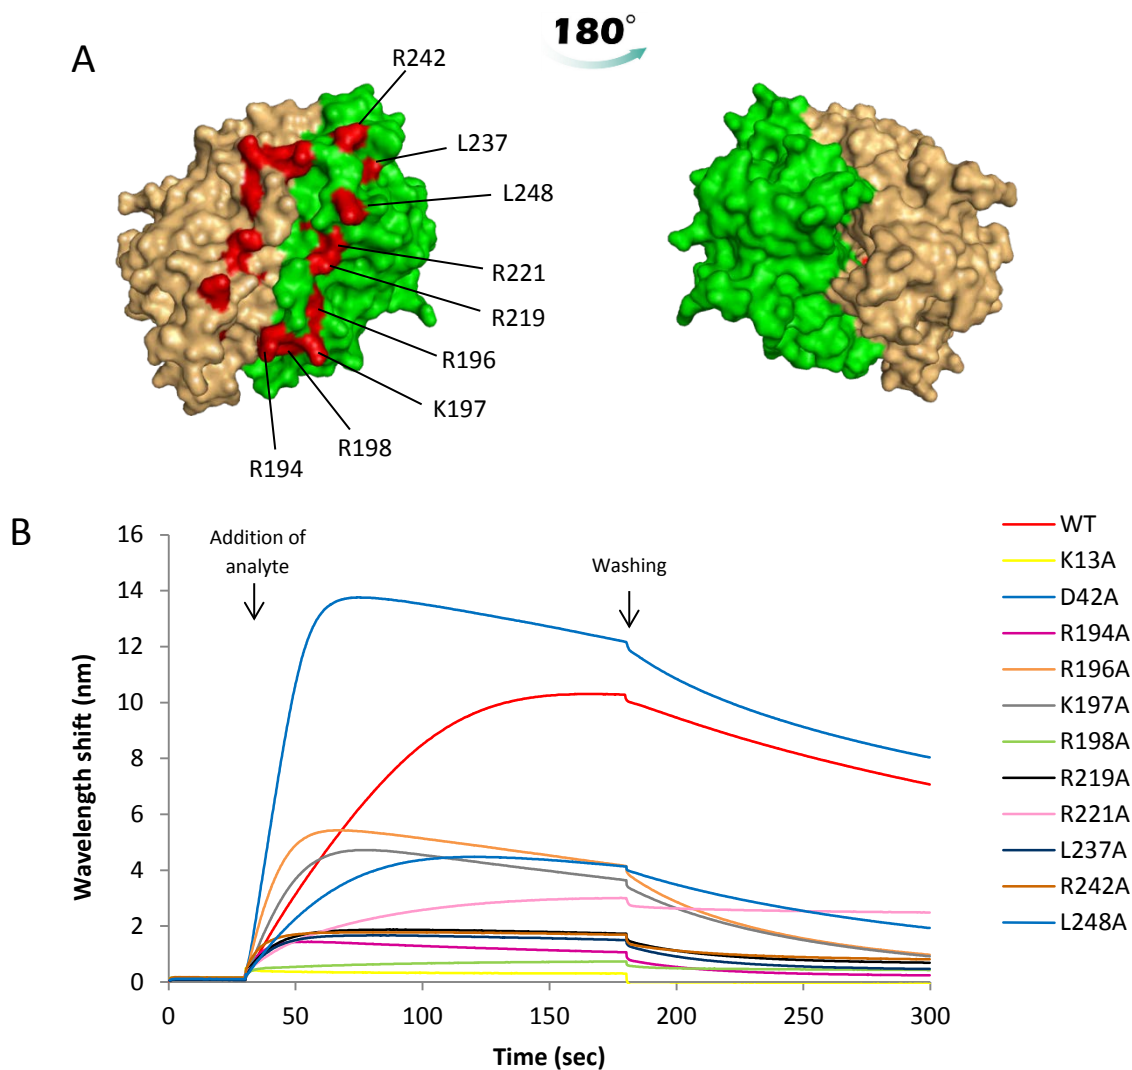 180°
A
R242
L237
L248
R221
R219
R196
K197
R198
R194
B
Wavelength shift (nm)
16
14
12
10
8
6
4
2
0
Addition of
analyte
Washing
0 50 100 150 200 250 300
Time (sec)
WT
K13A
D42A
R194A
R196A
K197A
R198A
R219A
R221A
L237A
R242A
L248A